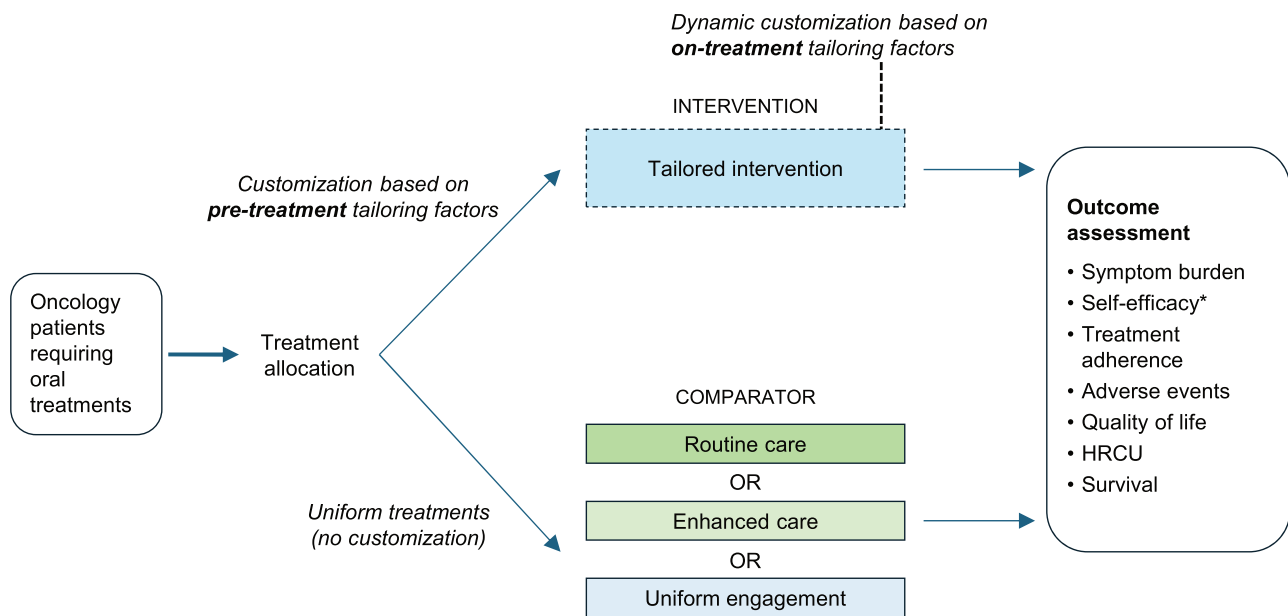 Dynamic customization based on
on-treatment tailoring factors
INTERVENTION
Tailored intervention
Customization based on
pre-treatment tailoring factors
Oncology
patients
requiring
oral
treatments
Treatment
allocation
Uniform treatments
(no customization)
COMPARATOR
Routine care
OR
Enhanced care
OR
Uniform engagement
Outcome
assessment
• Symptom burden
• Self-efficacy*
• Treatment
adherence
• Adverse events
• Quality of life
• HRCU
• Survival